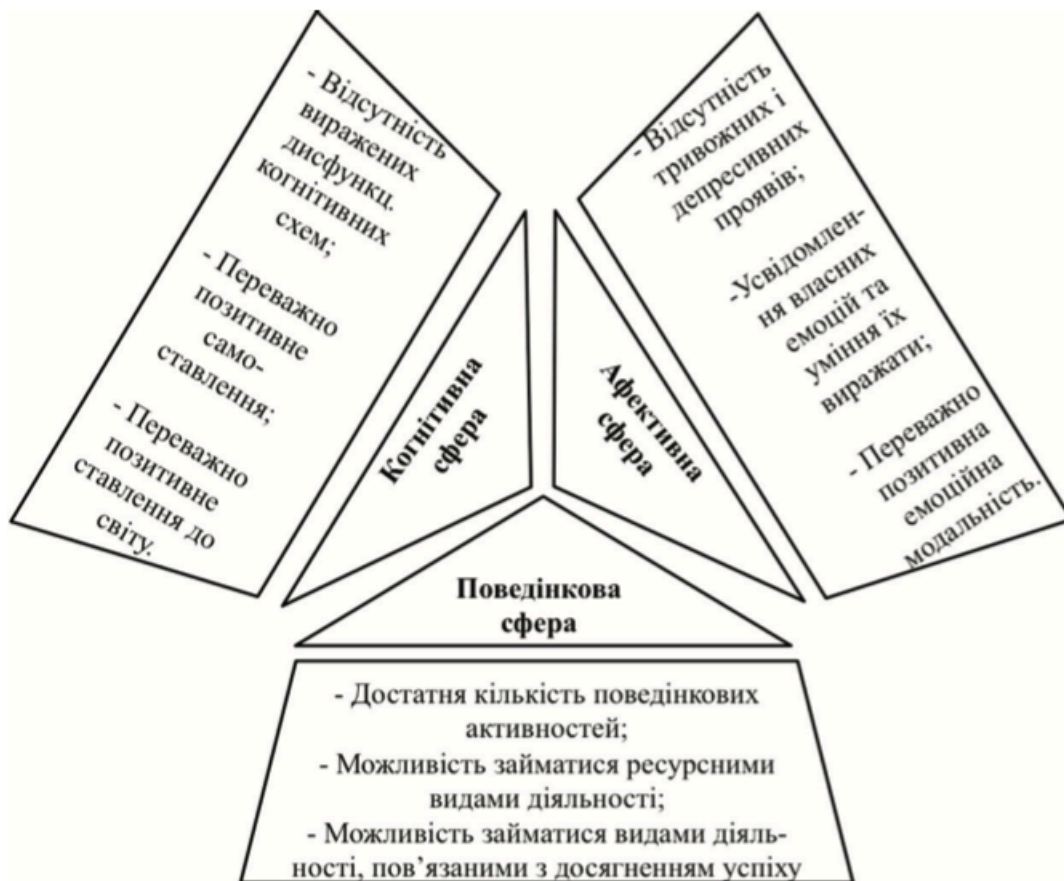 - Відсутність
виражених
дисфункц.
когнітивних
схем;
- Переважно
позитивне
само-
ставлення;
- Переважно
позитивне
ставлення до
світу.
Когнітивна
сфера
Афективна
сфера
- Відсутність
тривожних і
депресивних
проявів;
-Усвідомлен-
ня власних
емоцій та
уміння їх
виражати;
- Переважно
позитивна
емоційна
модальність.
Поведінкова
сфера
- Достатня кількість поведінкових
активностей;
- Можливість займатися ресурсними
видами діяльності;
- Можливість займатися видами діяль-
ності, пов’язаними з досягненням успіху